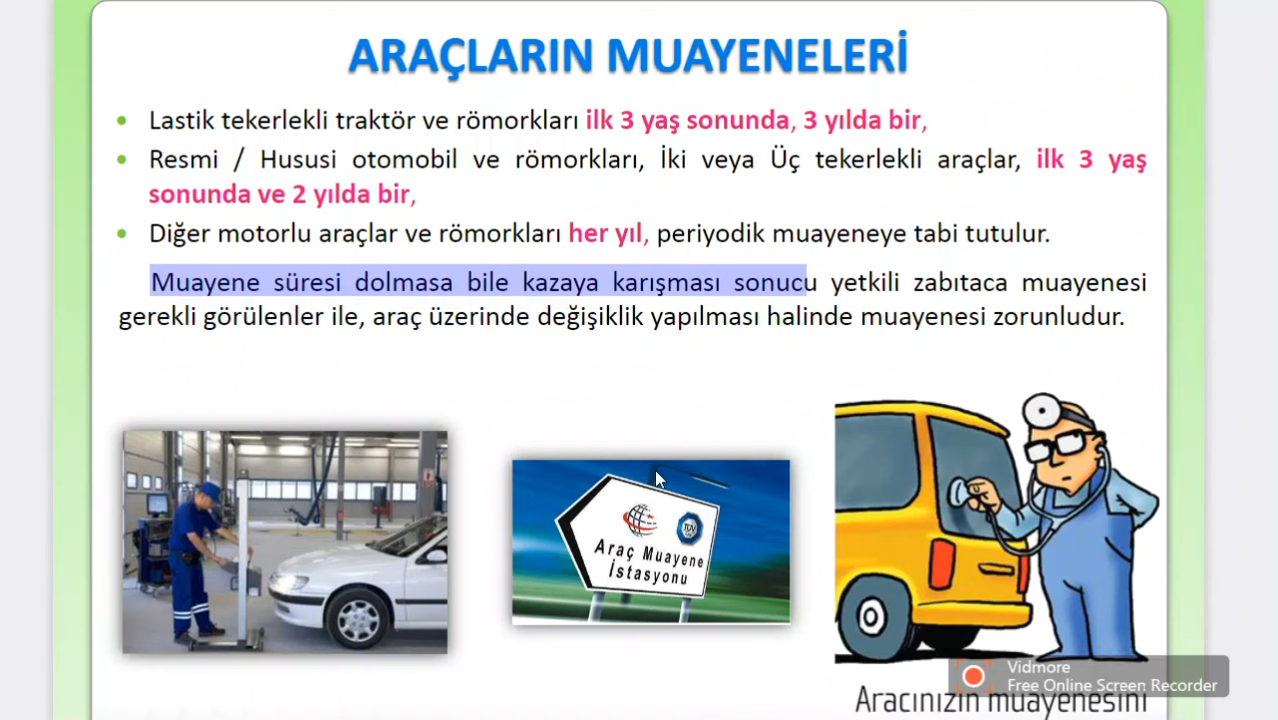 ARAÇLARIN MUAYENELERİ
• Lastik tekerlekli traktör ve römorkları ilk 3 yaş sonunda, 3 yılda bir,
• Resmi / Hususi otomobil ve römorkları, İki veya Üç tekerlekli araçlar, ilk 3 yaş
sonunda ve 2 yılda bir,
• Diğer motorlu araçlar ve römorkları her yıl, periyodik muayeneye tabi tutulur.
Muayene süresi dolmasa bile kazaya karışması sonucu yetkili zabıtaca muayenesi
gerekli görülenler ile, araç üzerinde değişiklik yapılması halinde muayenesi zorunludur.
TÜV
Araç Muayene
İstasyonu
Vidmore
Free Online Screen Recorder
Aracınızın muayenesini